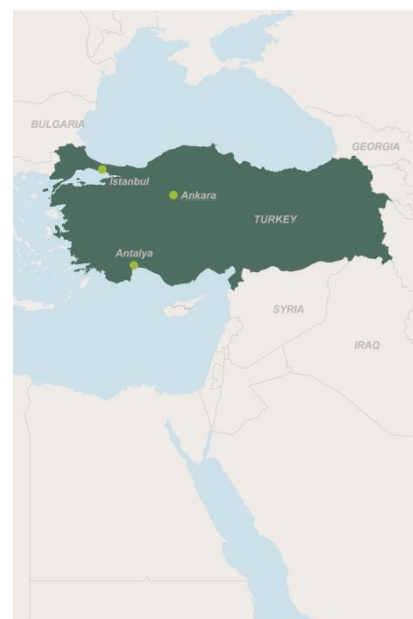 BULGARIA
GEORGIA
Istanbul
Ankara
TURKEY
Antalya
SYRIA
IRAQ